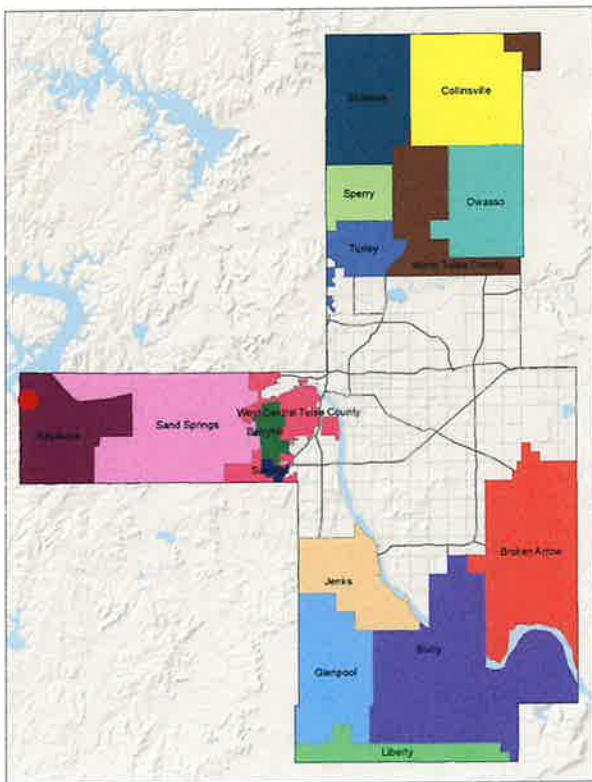 Skiatook
Collinsville
Sperry
Owasso
Turley
North Tulsa County
West Central Tulsa County
Sand Springs
Berryhill
Keystone
Broken Arrow
Jenks
Bixby
Glenpool
Liberty